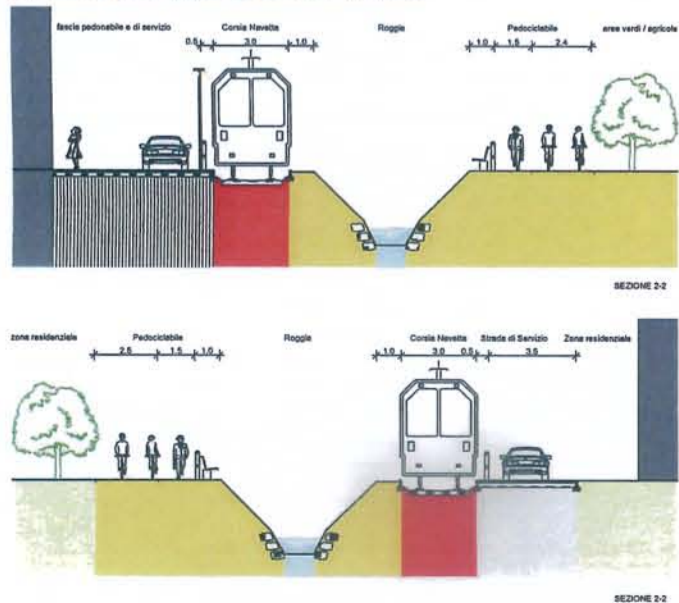 fascia pedonabile e di servizio Corsia Navetta Roggia Pedociclabile aree verdi / agricole
0.5 3.0 1.0 1.0 1.5 2.4
SEZIONE 2-2
zona residenziale Pedociclabile Roggia Corsia Navetta Strada di Servizio Zona residenziale
2.5 1.5 1.0 1.0 3.0 0.5 3.5
SEZIONE 2-2